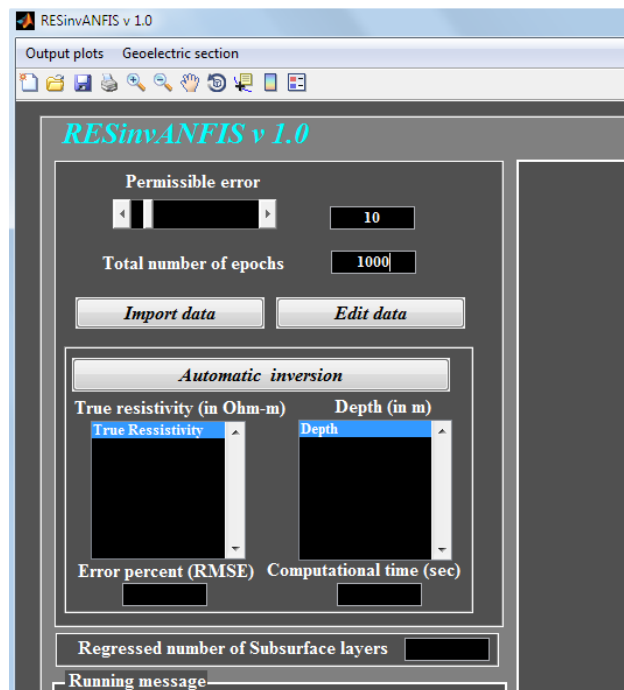 RESinvANFIS v 1.0
Output plots Geoelectric section
RESinvANFIS v 1.0
Permissible error
10
Total number of epochs 1000
Import data Edit data
Automatic inversion
True resistivity (in Ohm-m) Depth (in m)
True Ressistivity Depth
Error percent (RMSE) Computational time (sec)
Regressed number of Subsurface layers
Running message